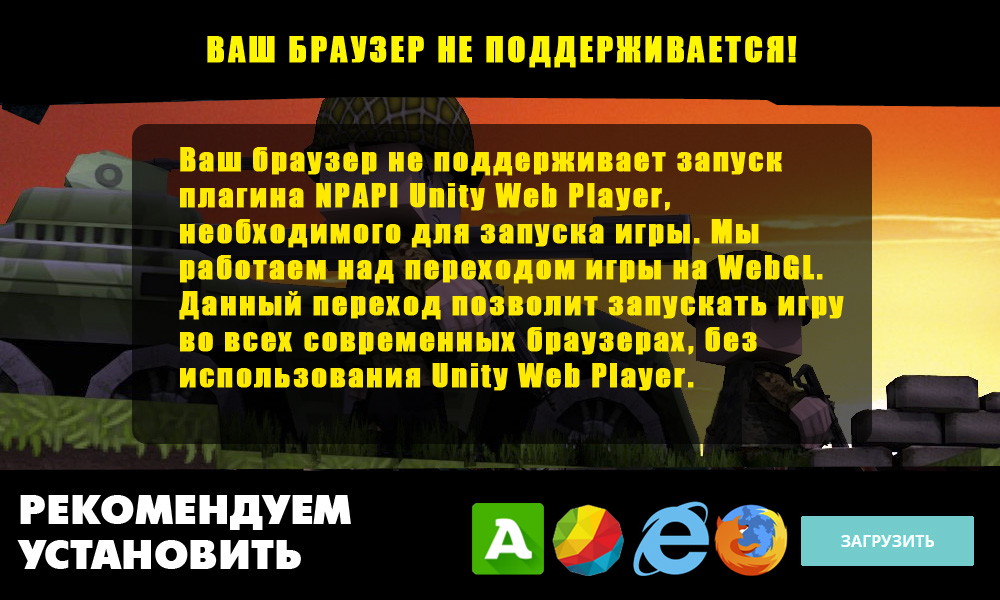 ВАШ БРАУЗЕР НЕ ПОДДЕРЖИВАЕТСЯ!
Ваш браузер не поддерживает запуск
плагина NPAPI Unity Web Player,
необходимого для запуска игры. Мы
работаем над переходом игры на WebGL.
Данный переход позволит запускать игру
во всех современных браузерах, без
использования Unity Web Player.
РЕКОМЕНДУЕМ
УСТАНОВИТЬ
A
ЗАГРУЗИТЬ